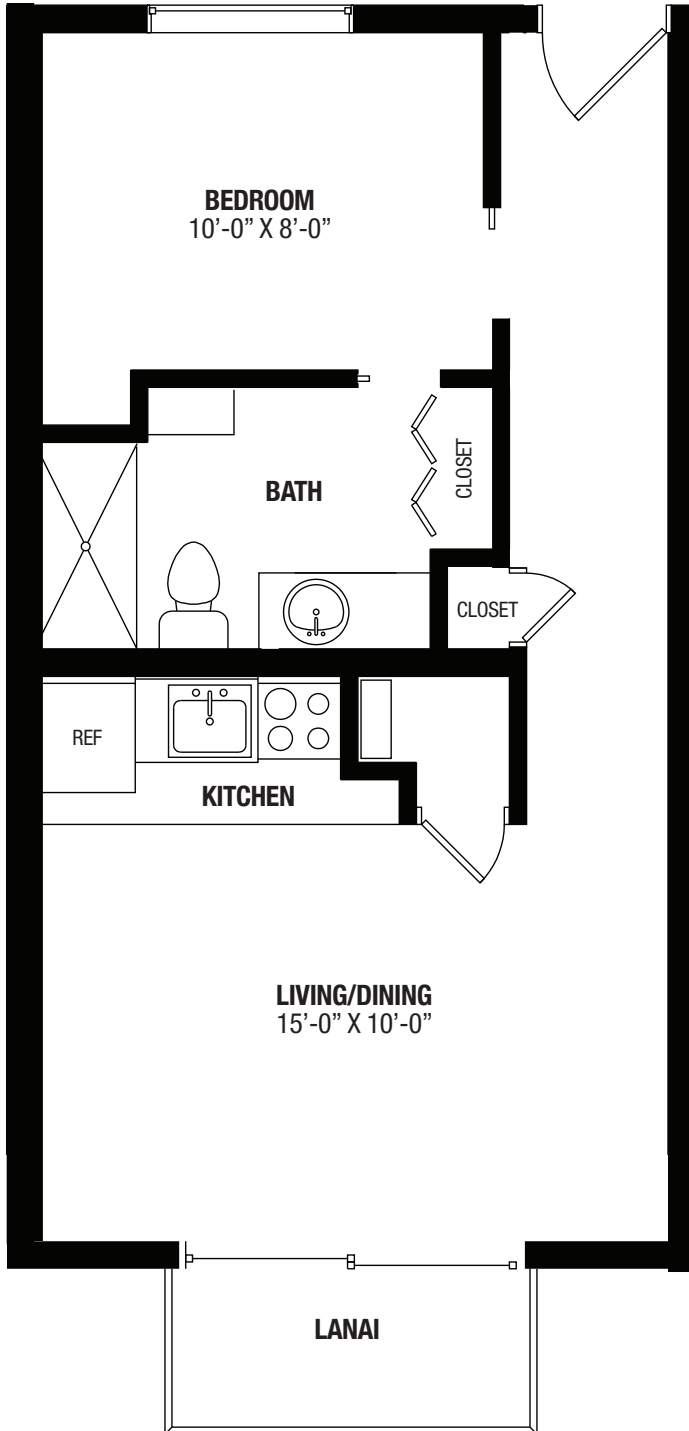 BEDROOM
10’-0” X 8’-0”
BATH
CLOSET
CLOSET
REF
KITCHEN
LIVING/DINING
15’-0” X 10’-0”
LANAI